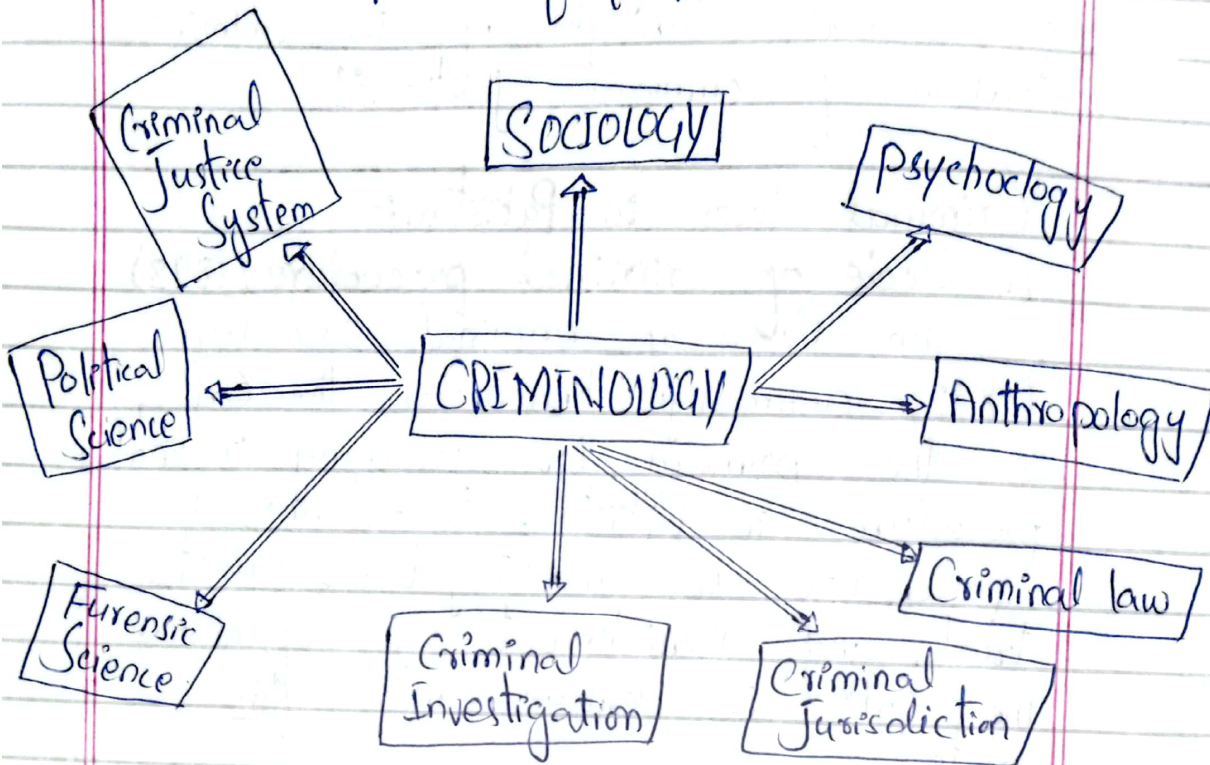 Criminal
Justice
System
SOCIOLOGY
Psychoclogy
Political
Science
CRIMINOLOGY
Anthropology
Furensic
Science
Criminal
Investigation
Criminal
Jurisdiction
Criminal law